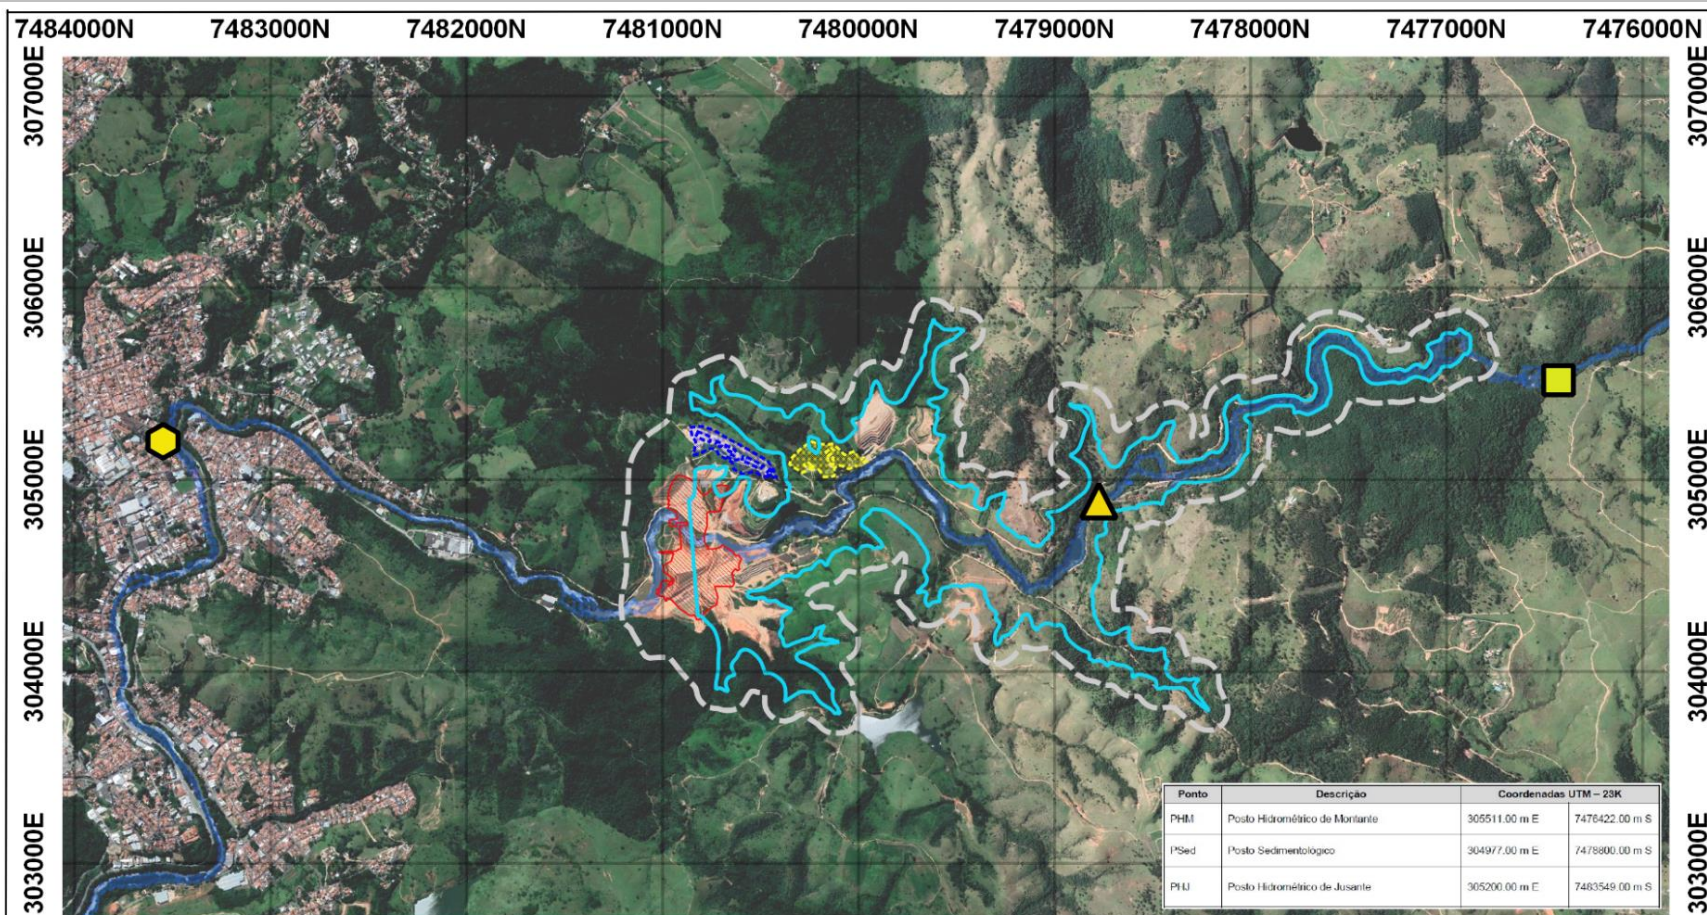 7484000N 7483000N 7482000N 7481000N 7480000N 7479000N 7478000N 7477000N 7476000N
307000E 307000E
306000E 306000E
305000E 305000E
304000E 304000E
303000E 303000E
Ponto Descrição Coordenadas UTM – 23K
PHM Posto Hidrométrico de Montante 305511.00 m E 7476422.00 m S
PSed Posto Sedimentológico 304977.00 m E 7478800.00 m S
PHJ Posto Hidrométrico de Jusante 305200.00 m E 7483549.00 m S